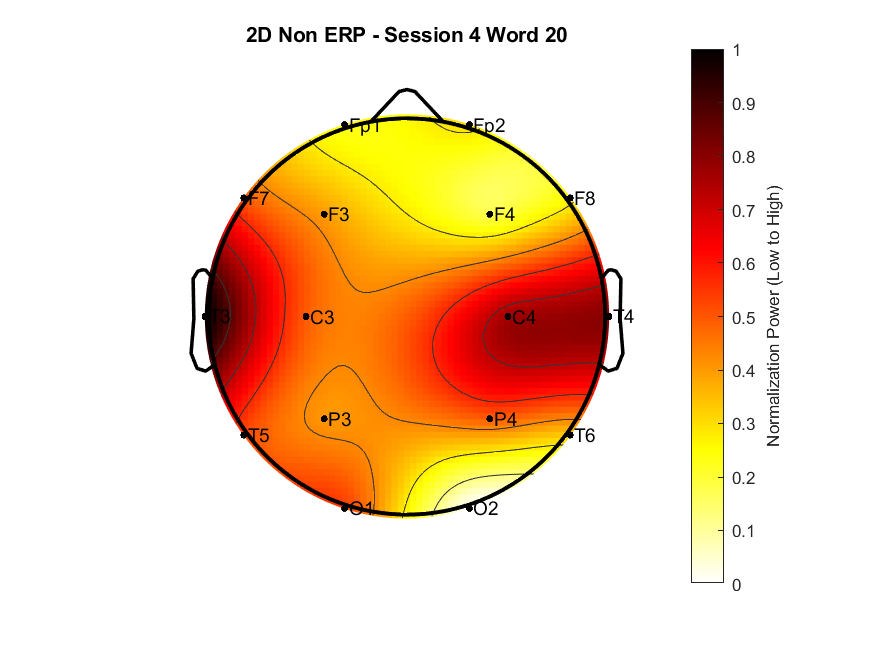 2D Non ERP - Session 4 Word 20
Fp1 Fp2
F7 F8
F3 F4
T3 C3 C4 T4
P3 P4
T5 T6
O1 O2
1
0.9
0.8
0.7
0.6
0.5
0.4
0.3
0.2
0.1
0
Normalization Power (Low to High)